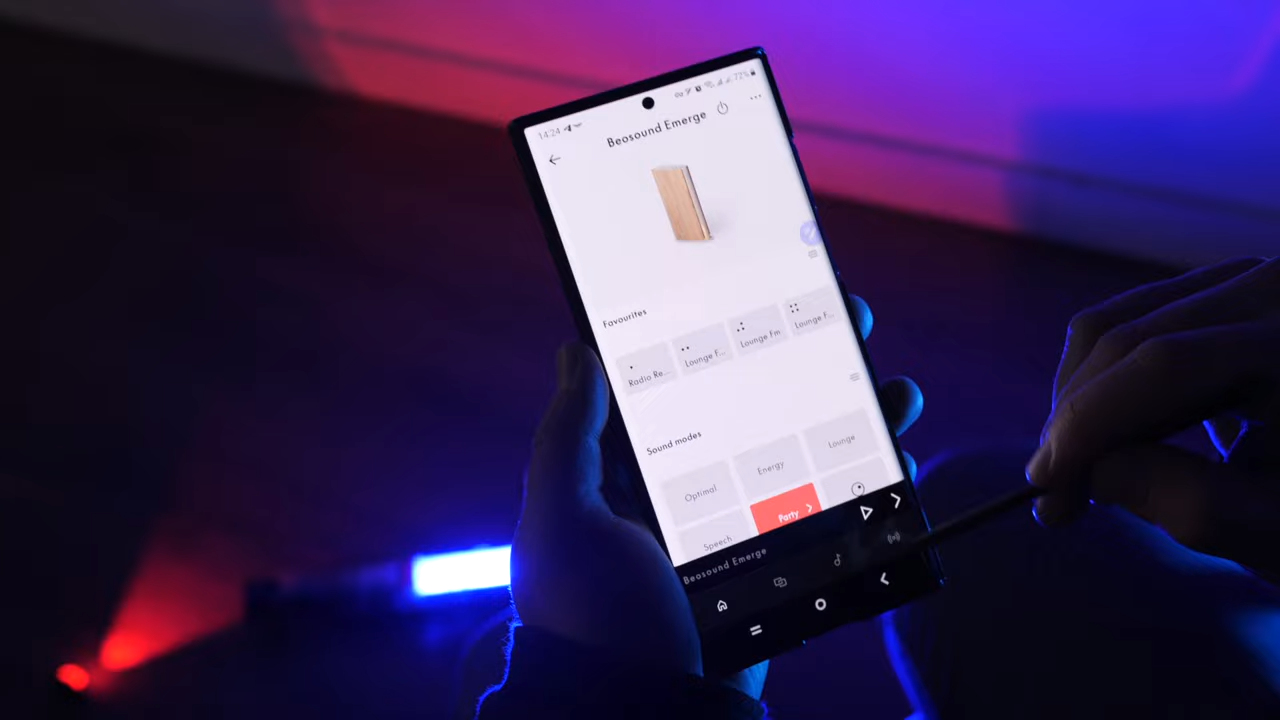 14:24
72%
Beosound Emerge
Favourites
Radio Re...
Lounge F...
Lounge Fm
Lounge F...
Sound modes
Optimal
Energy
Lounge
Speech
Party
Beosound Emerge